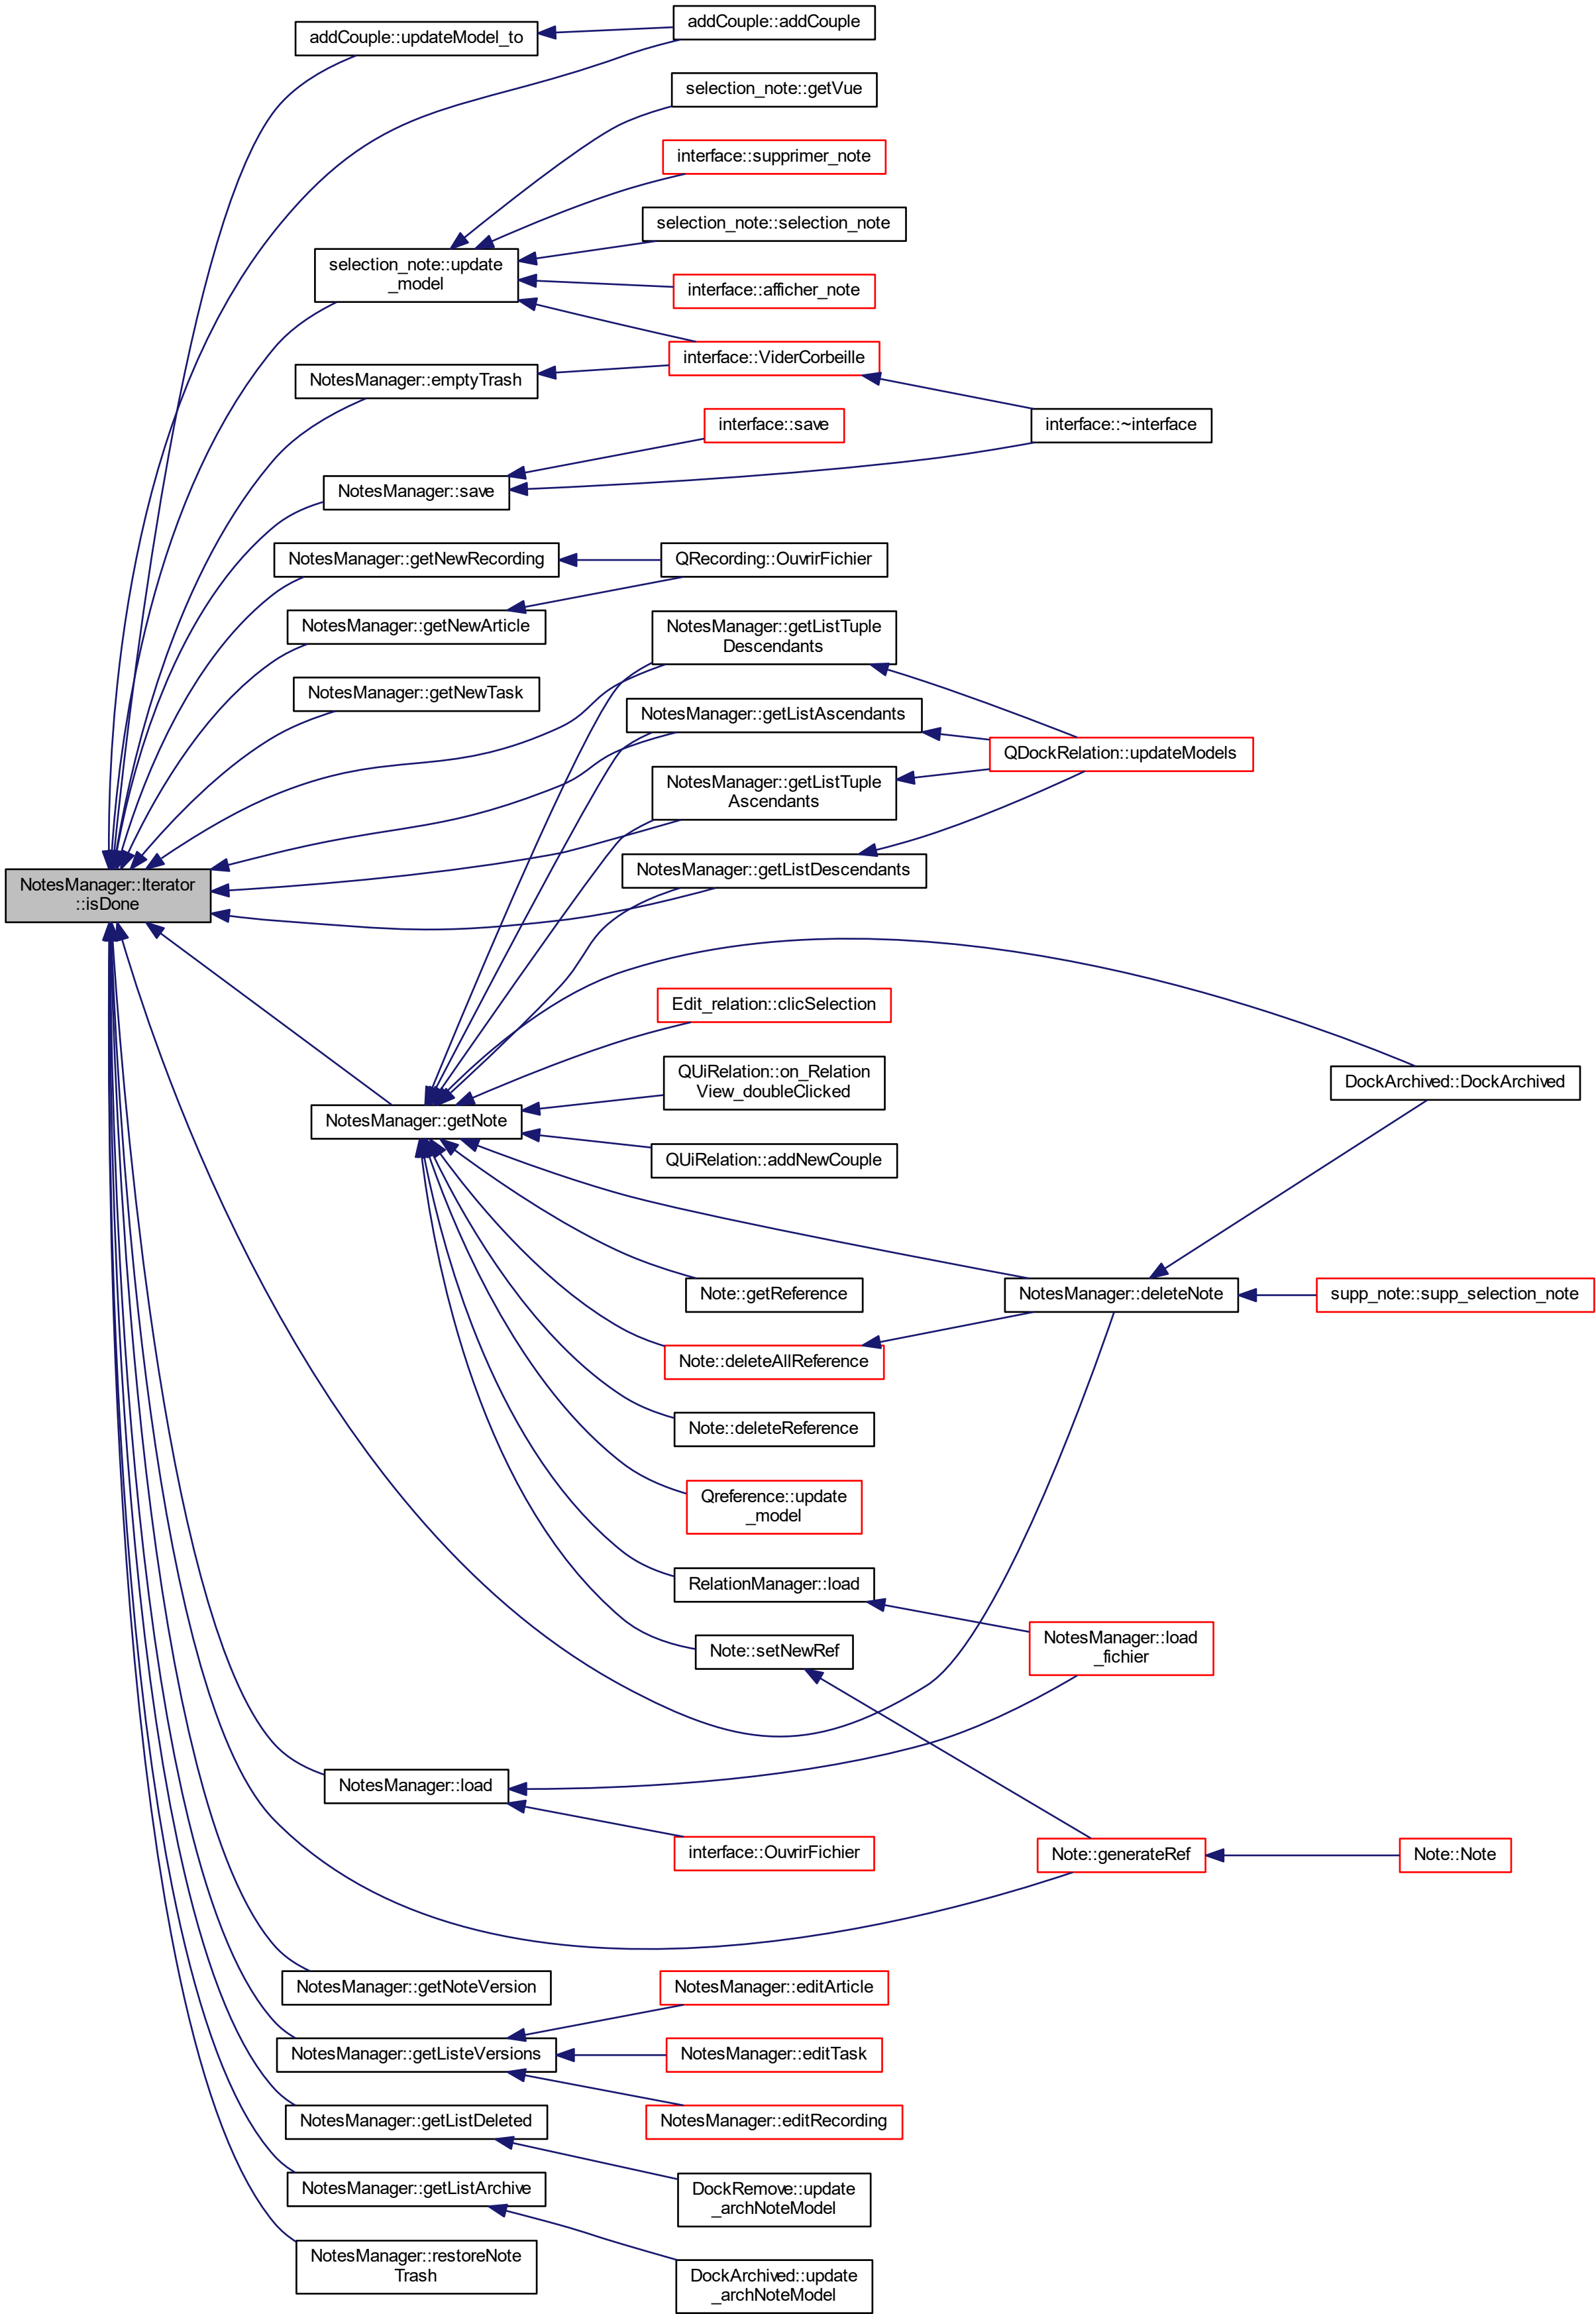 addCouple::addCouple
addCouple::updateModel_to
selection_note::getVue
interface::supprimer_note
selection_note::selection_note
selection_note::update
_model
interface::afficher_note
interface::ViderCorbeille
NotesManager::emptyTrash
interface::save
interface::~interface
NotesManager::save
NotesManager::getNewRecording
QRecording::OuvrirFichier
NotesManager::getNewArticle
NotesManager::getListTuple
Descendants
NotesManager::getNewTask
NotesManager::getListAscendants
QDockRelation::updateModels
NotesManager::getListTuple
Ascendants
NotesManager::getListDescendants
NotesManager::Iterator
::isDone
Edit_relation::clicSelection
QUiRelation::on_Relation
View_doubleClicked
DockArchived::DockArchived
NotesManager::getNote
QUiRelation::addNewCouple
Note::getReference
NotesManager::deleteNote
supp_note::supp_selection_note
Note::deleteAllReference
Note::deleteReference
Qreference::update
_model
RelationManager::load
Note::setNewRef
NotesManager::load
_fichier
NotesManager::load
interface::OuvrirFichier
Note::generateRef
Note::Note
NotesManager::getNoteVersion
NotesManager::editArticle
NotesManager::getListeVersions
NotesManager::editTask
NotesManager::getListDeleted
NotesManager::editRecording
NotesManager::getListArchive
DockRemove::update
_archNoteModel
NotesManager::restoreNote
Trash
DockArchived::update
_archNoteModel